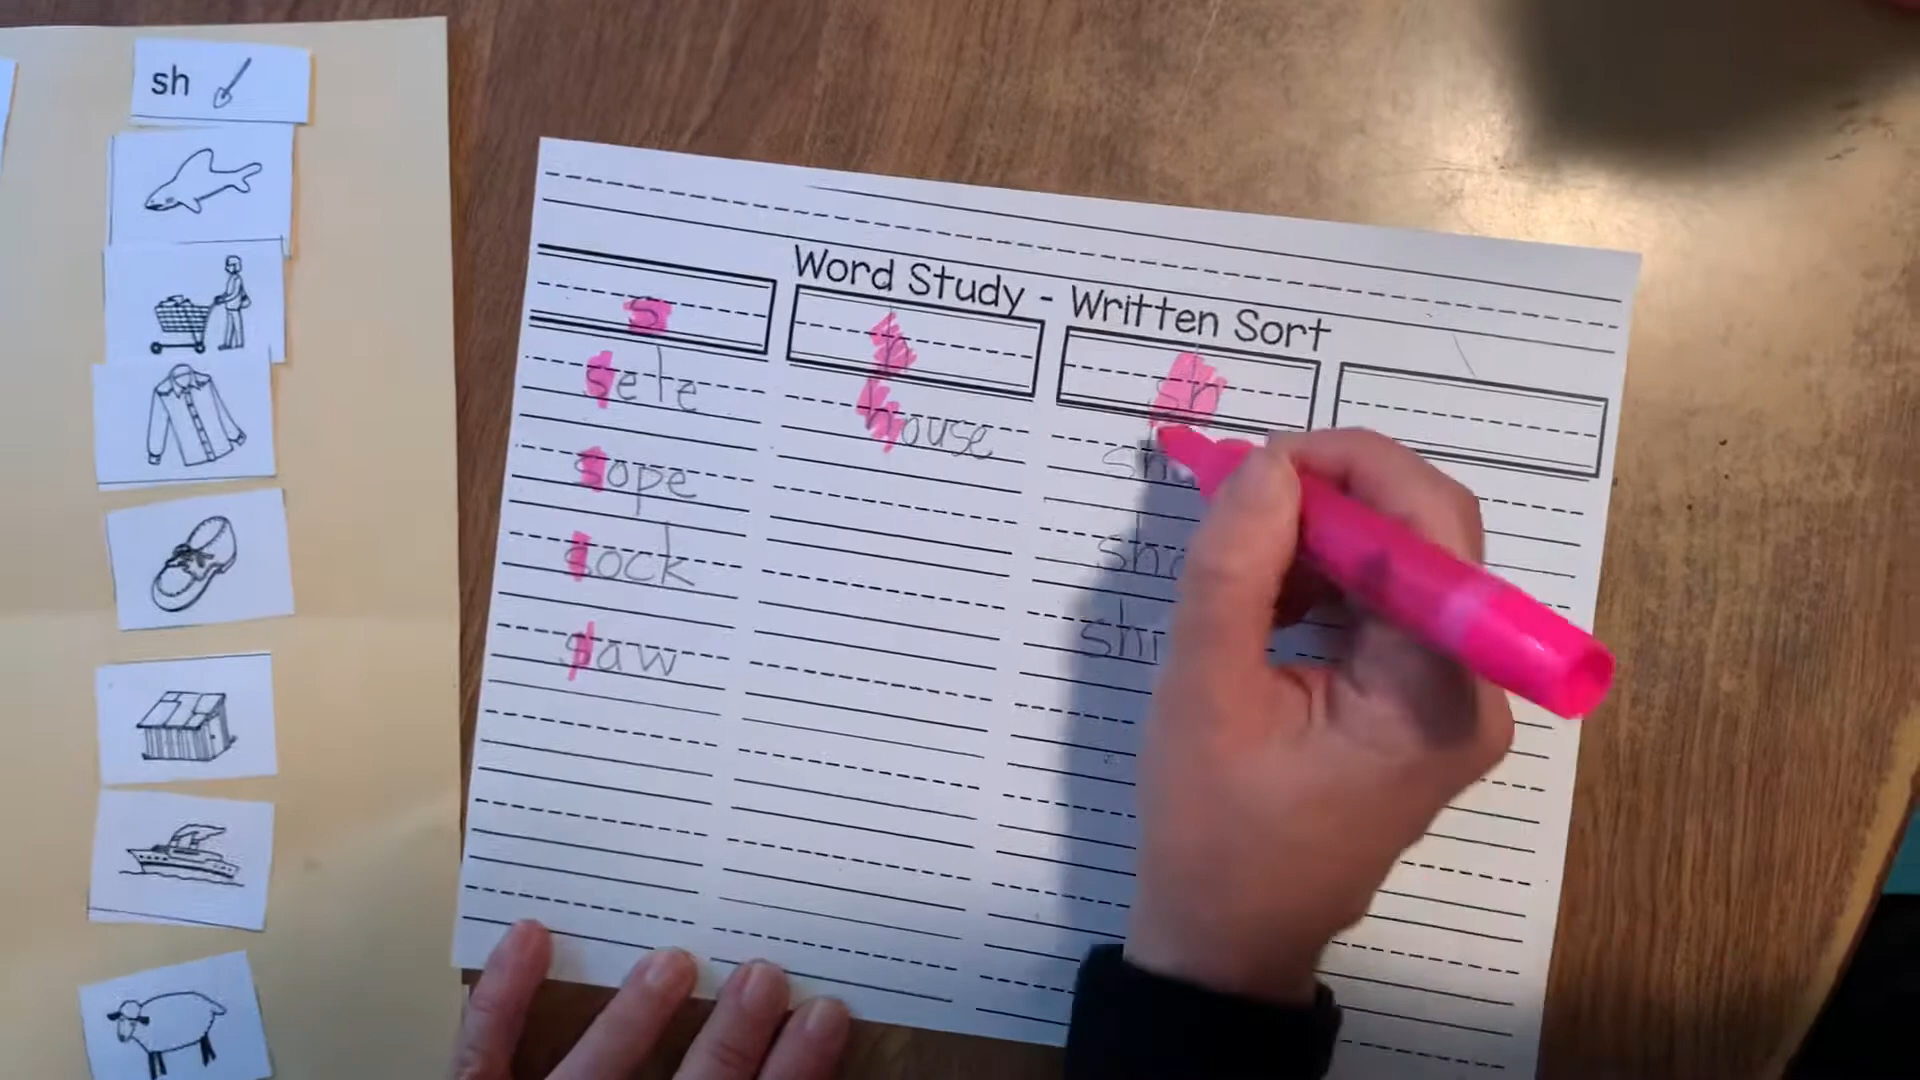 sh
Word Study - Written Sort
s h sh
sete house
sope
sock
saw